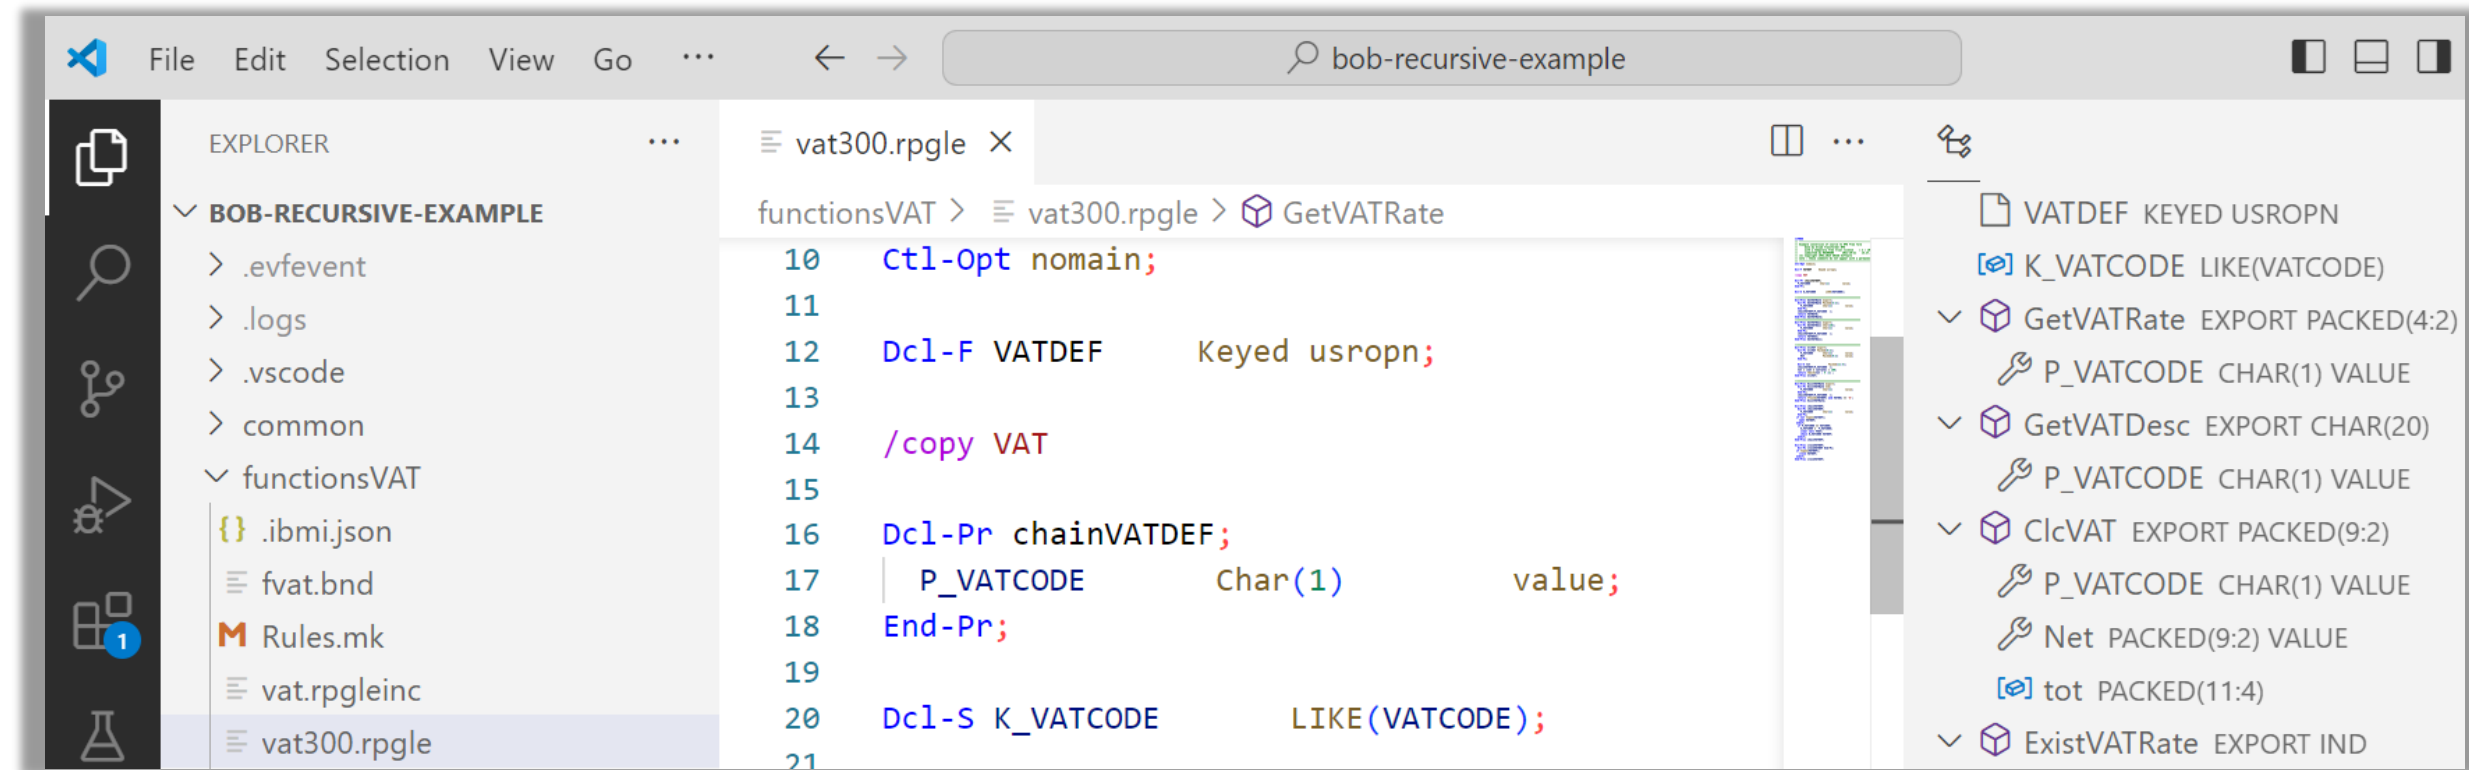 File Edit Selection View Go ··· ← → bob-recursive-example
EXPLORER ···
BOB-RECURSIVE-EXAMPLE
.evfevent
.logs
.vscode
common
functionsVAT
{} .ibmi.json
fvat.bnd
M Rules.mk
vat.rpgleinc
vat300.rpgle
1
vat300.rpgle ×
···
functionsVAT > vat300.rpgle > GetVATRate
10 Ctl-Opt nomain;
11
12 Dcl-F VATDEF Keyed usropn;
13
14 /copy VAT
15
16 Dcl-Pr chainVATDEF;
17 P_VATCODE Char(1) value;
18 End-Pr;
19
20 Dcl-S K_VATCODE LIKE(VATCODE);
21
VATDEF KEYED USROPN
K_VATCODE LIKE(VATCODE)
GetVATRate EXPORT PACKED(4:2)
P_VATCODE CHAR(1) VALUE
GetVATDesc EXPORT CHAR(20)
P_VATCODE CHAR(1) VALUE
ClcVAT EXPORT PACKED(9:2)
P_VATCODE CHAR(1) VALUE
Net PACKED(9:2) VALUE
tot PACKED(11:4)
ExistVATRate EXPORT IND